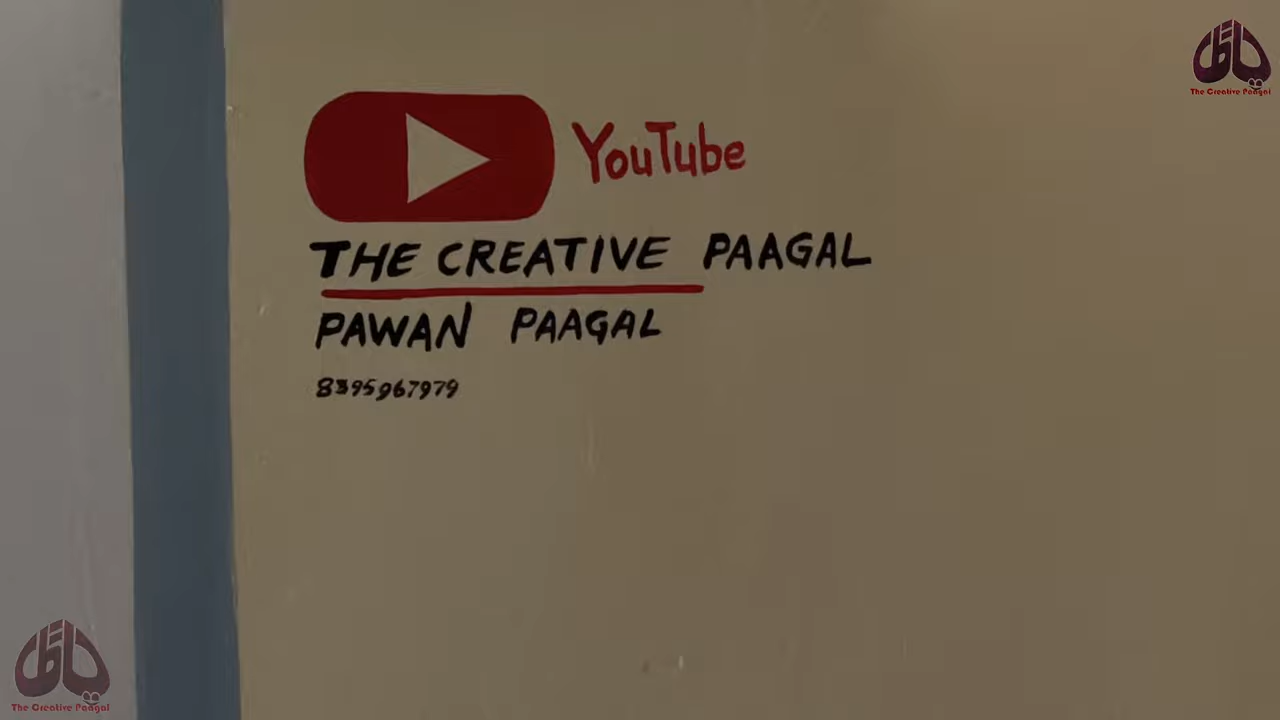 The Creative Paagal
YouTube
THE CREATIVE PAAGAL
PAWAN PAAGAL
8395967979
The Creative Paagal